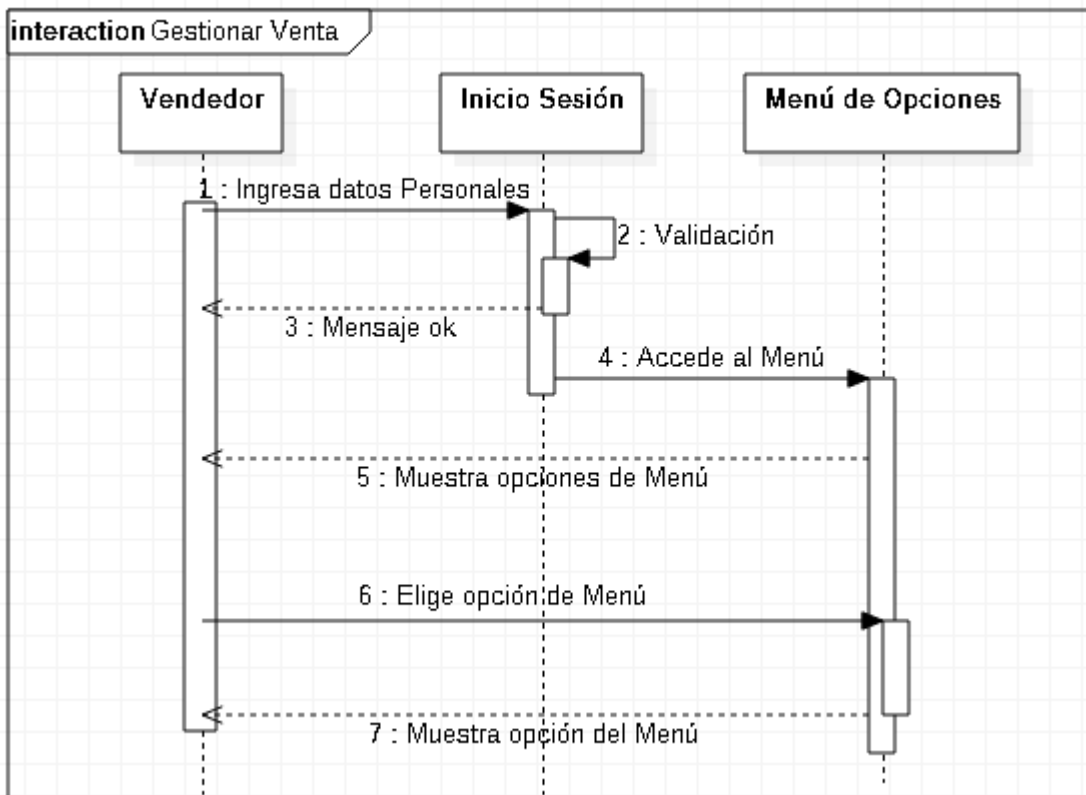 interaction Gestionar Venta
Vendedor
Inicio Sesión
Menú de Opciones
1 : Ingresa datos Personales
2 : Validación
3 : Mensaje ok
4 : Accede al Menú
5 : Muestra opciones de Menú
6 : Elige opción de Menú
7 : Muestra opción del Menú